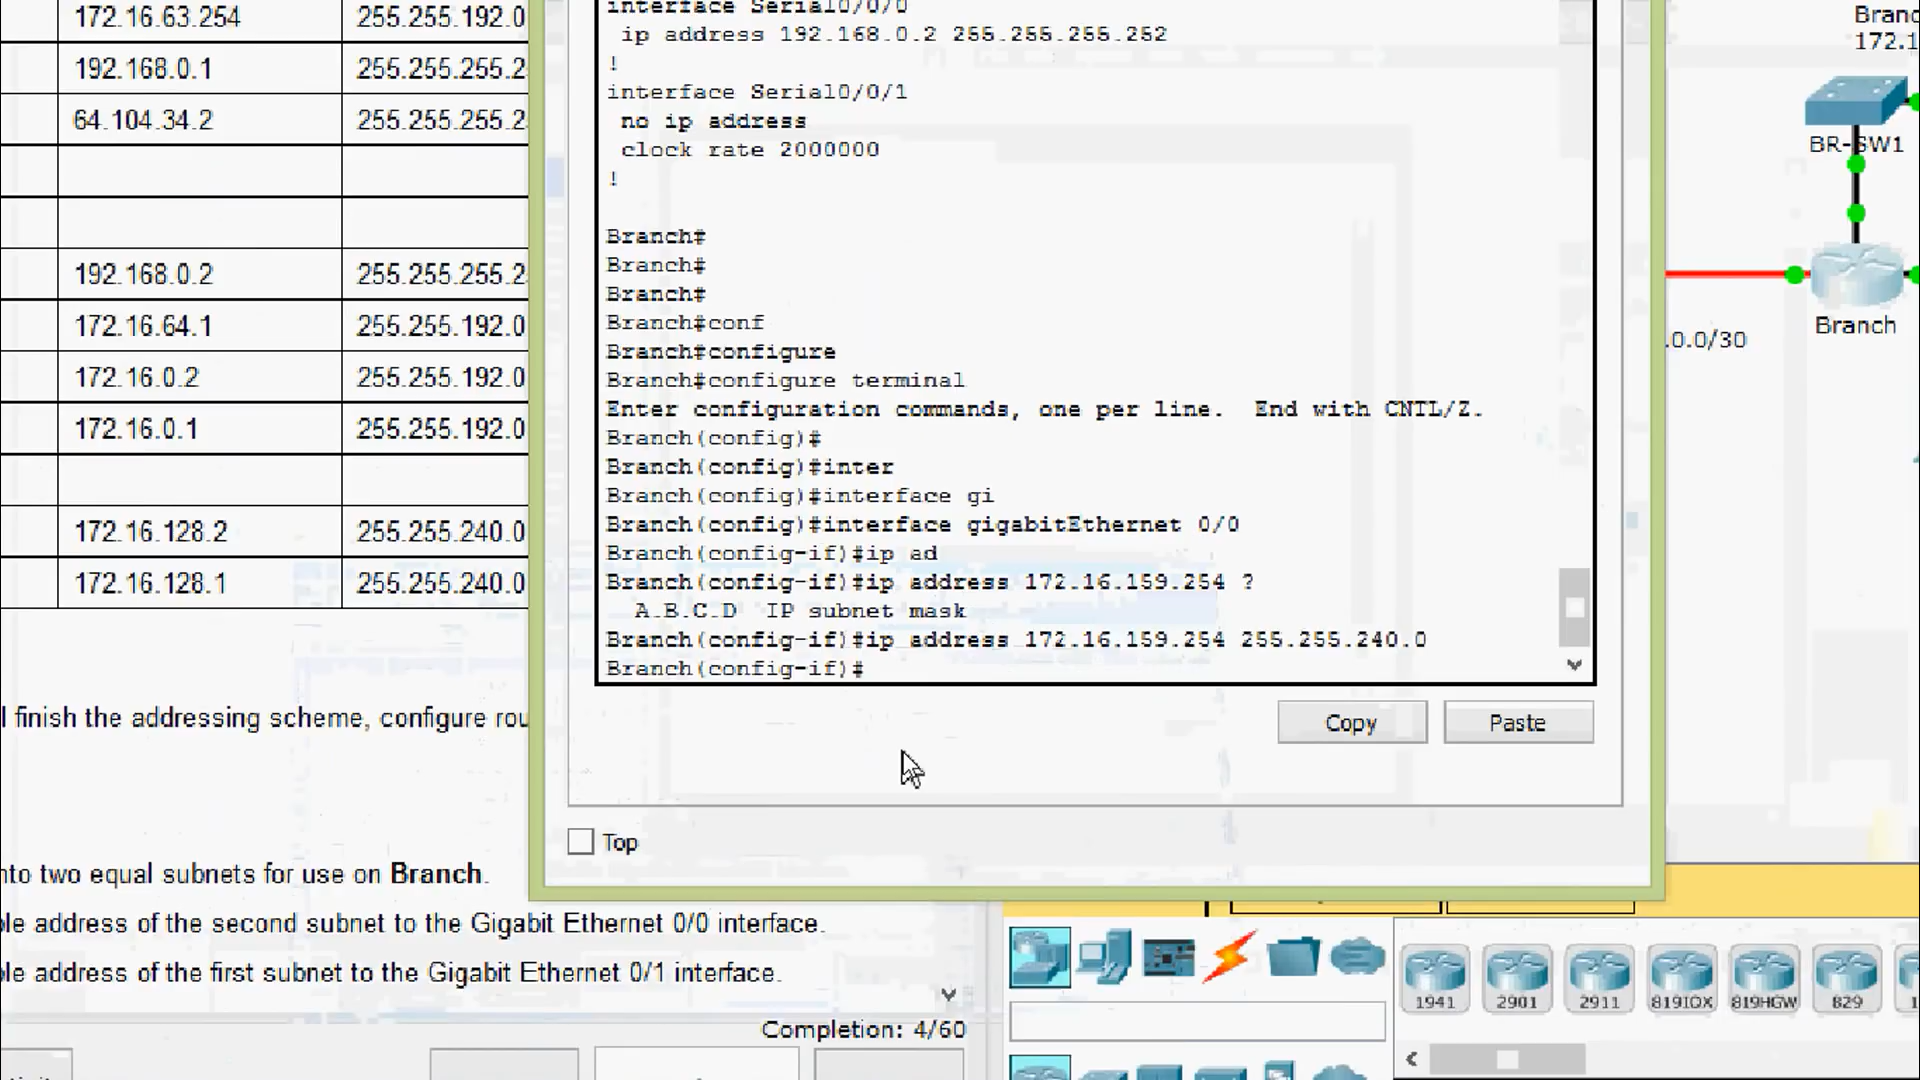 172.16.63.254 255.255.192.0
192.168.0.1 255.255.255.2
64.104.34.2 255.255.255.2
192.168.0.2 255.255.255.2
172.16.64.1 255.255.192.0
172.16.0.2 255.255.192.0
172.16.0.1 255.255.192.0
172.16.128.2 255.255.240.0
172.16.128.1 255.255.240.0
l finish the addressing scheme, configure rou
nto two equal subnets for use on Branch.
le address of the second subnet to the Gigabit Ethernet 0/0 interface.
le address of the first subnet to the Gigabit Ethernet 0/1 interface.
Completion: 4/60
interface Serial0/0/0
ip address 192.168.0.2 255.255.255.252
!
interface Serial0/0/1
no ip address
clock rate 2000000
!
Branch#
Branch#
Branch#
Branch#conf
Branch#configure
Branch#configure terminal
Enter configuration commands, one per line. End with CNTL/Z.
Branch(config)#
Branch(config)#inter
Branch(config)#interface gi
Branch(config)#interface gigabitEthernet 0/0
Branch(config-if)#ip ad
Branch(config-if)#ip address 172.16.159.254 ?
A.B.C.D IP subnet mask
Branch(config-if)#ip address 172.16.159.254 255.255.240.0
Branch(config-if)#
Copy Paste
Top
Branc
172.1
BR-SW1
Branch
.0.0/30
1941 2901 2911 819IOX 819HGW 829